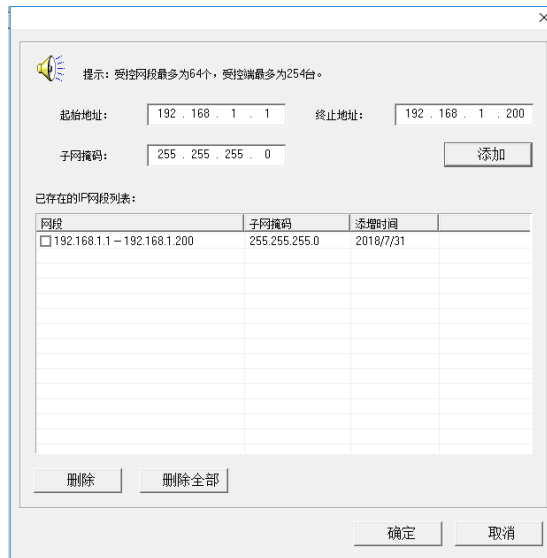 提示：受控网段最多为64个，受控端最多为254台。
起始地址： 192 . 168 . 1 . 1 终止地址： 192 . 168 . 1 . 200
子网掩码： 255 . 255 . 255 . 0 添加
已存在的IP网段列表：
网段 子网掩码 添增时间
192.168.1.1 — 192.168.1.200 255.255.255.0 2018/7/31
删除 删除全部
确定 取消